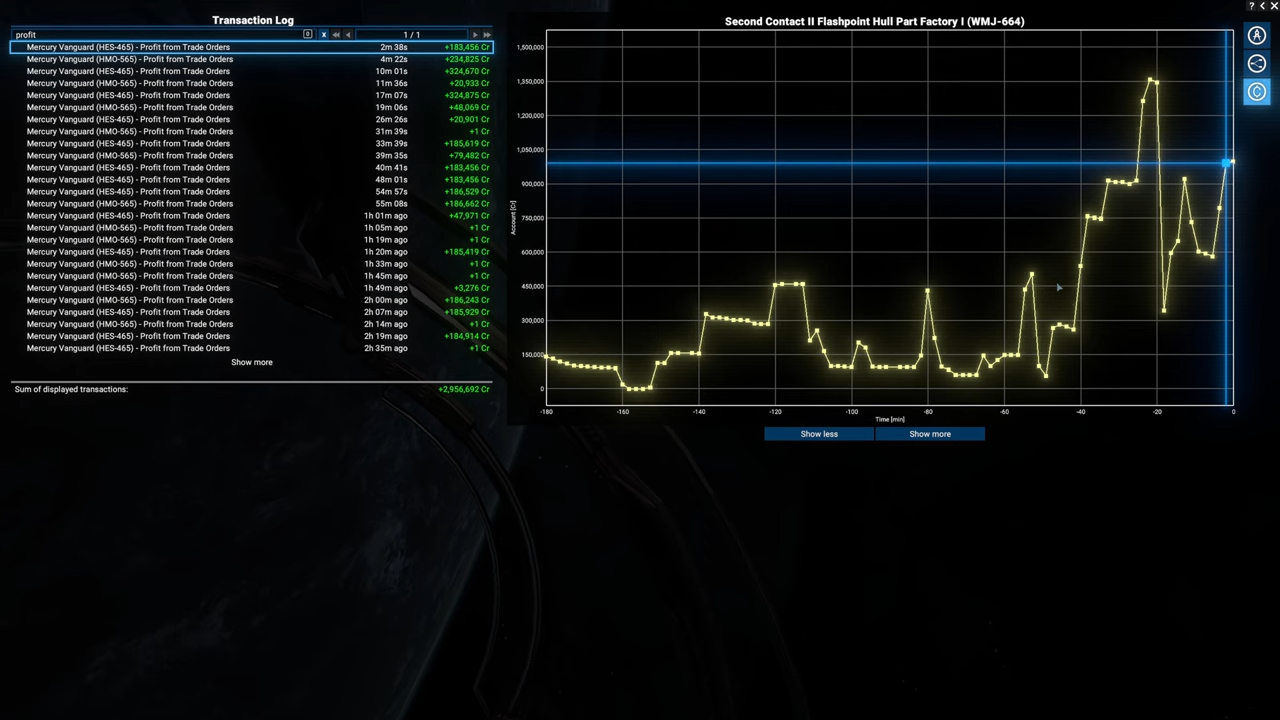 ? < ×
Transaction Log
profit
0 x 1 / 1
Mercury Vanguard (HES-465) - Profit from Trade Orders 2m 38s +183,456 Cr
Mercury Vanguard (HMO-565) - Profit from Trade Orders 4m 22s +234,825 Cr
Mercury Vanguard (HES-465) - Profit from Trade Orders 10m 01s +324,670 Cr
Mercury Vanguard (HMO-565) - Profit from Trade Orders 11m 36s +20,933 Cr
Mercury Vanguard (HES-465) - Profit from Trade Orders 17m 07s +324,875 Cr
Mercury Vanguard (HMO-565) - Profit from Trade Orders 19m 06s +48,069 Cr
Mercury Vanguard (HES-465) - Profit from Trade Orders 26m 26s +20,901 Cr
Mercury Vanguard (HMO-565) - Profit from Trade Orders 31m 39s +1 Cr
Mercury Vanguard (HES-465) - Profit from Trade Orders 33m 39s +185,619 Cr
Mercury Vanguard (HMO-565) - Profit from Trade Orders 39m 35s +79,482 Cr
Mercury Vanguard (HES-465) - Profit from Trade Orders 40m 41s +183,456 Cr
Mercury Vanguard (HES-465) - Profit from Trade Orders 48m 01s +183,456 Cr
Mercury Vanguard (HES-465) - Profit from Trade Orders 54m 57s +186,529 Cr
Mercury Vanguard (HMO-565) - Profit from Trade Orders 55m 08s +186,662 Cr
Mercury Vanguard (HES-465) - Profit from Trade Orders 1h 01m ago +47,971 Cr
Mercury Vanguard (HMO-565) - Profit from Trade Orders 1h 05m ago +1 Cr
Mercury Vanguard (HMO-565) - Profit from Trade Orders 1h 19m ago +1 Cr
Mercury Vanguard (HES-465) - Profit from Trade Orders 1h 20m ago +185,419 Cr
Mercury Vanguard (HMO-565) - Profit from Trade Orders 1h 33m ago +1 Cr
Mercury Vanguard (HMO-565) - Profit from Trade Orders 1h 45m ago +1 Cr
Mercury Vanguard (HES-465) - Profit from Trade Orders 1h 49m ago +3,276 Cr
Mercury Vanguard (HMO-565) - Profit from Trade Orders 2h 00m ago +186,243 Cr
Mercury Vanguard (HES-465) - Profit from Trade Orders 2h 07m ago +185,929 Cr
Mercury Vanguard (HMO-565) - Profit from Trade Orders 2h 14m ago +1 Cr
Mercury Vanguard (HES-465) - Profit from Trade Orders 2h 19m ago +184,914 Cr
Mercury Vanguard (HES-465) - Profit from Trade Orders 2h 35m ago +1 Cr
Show more
Sum of displayed transactions: +2,956,692 Cr
Second Contact II Flashpoint Hull Part Factory I (WMJ-664)
1,500,000
1,350,000
1,200,000
1,050,000
900,000
750,000
600,000
450,000
300,000
150,000
0
Account [Cr]
-180 -160 -140 -120 -100 -80 -60 -40 -20 0
Time [min]
Show less Show more